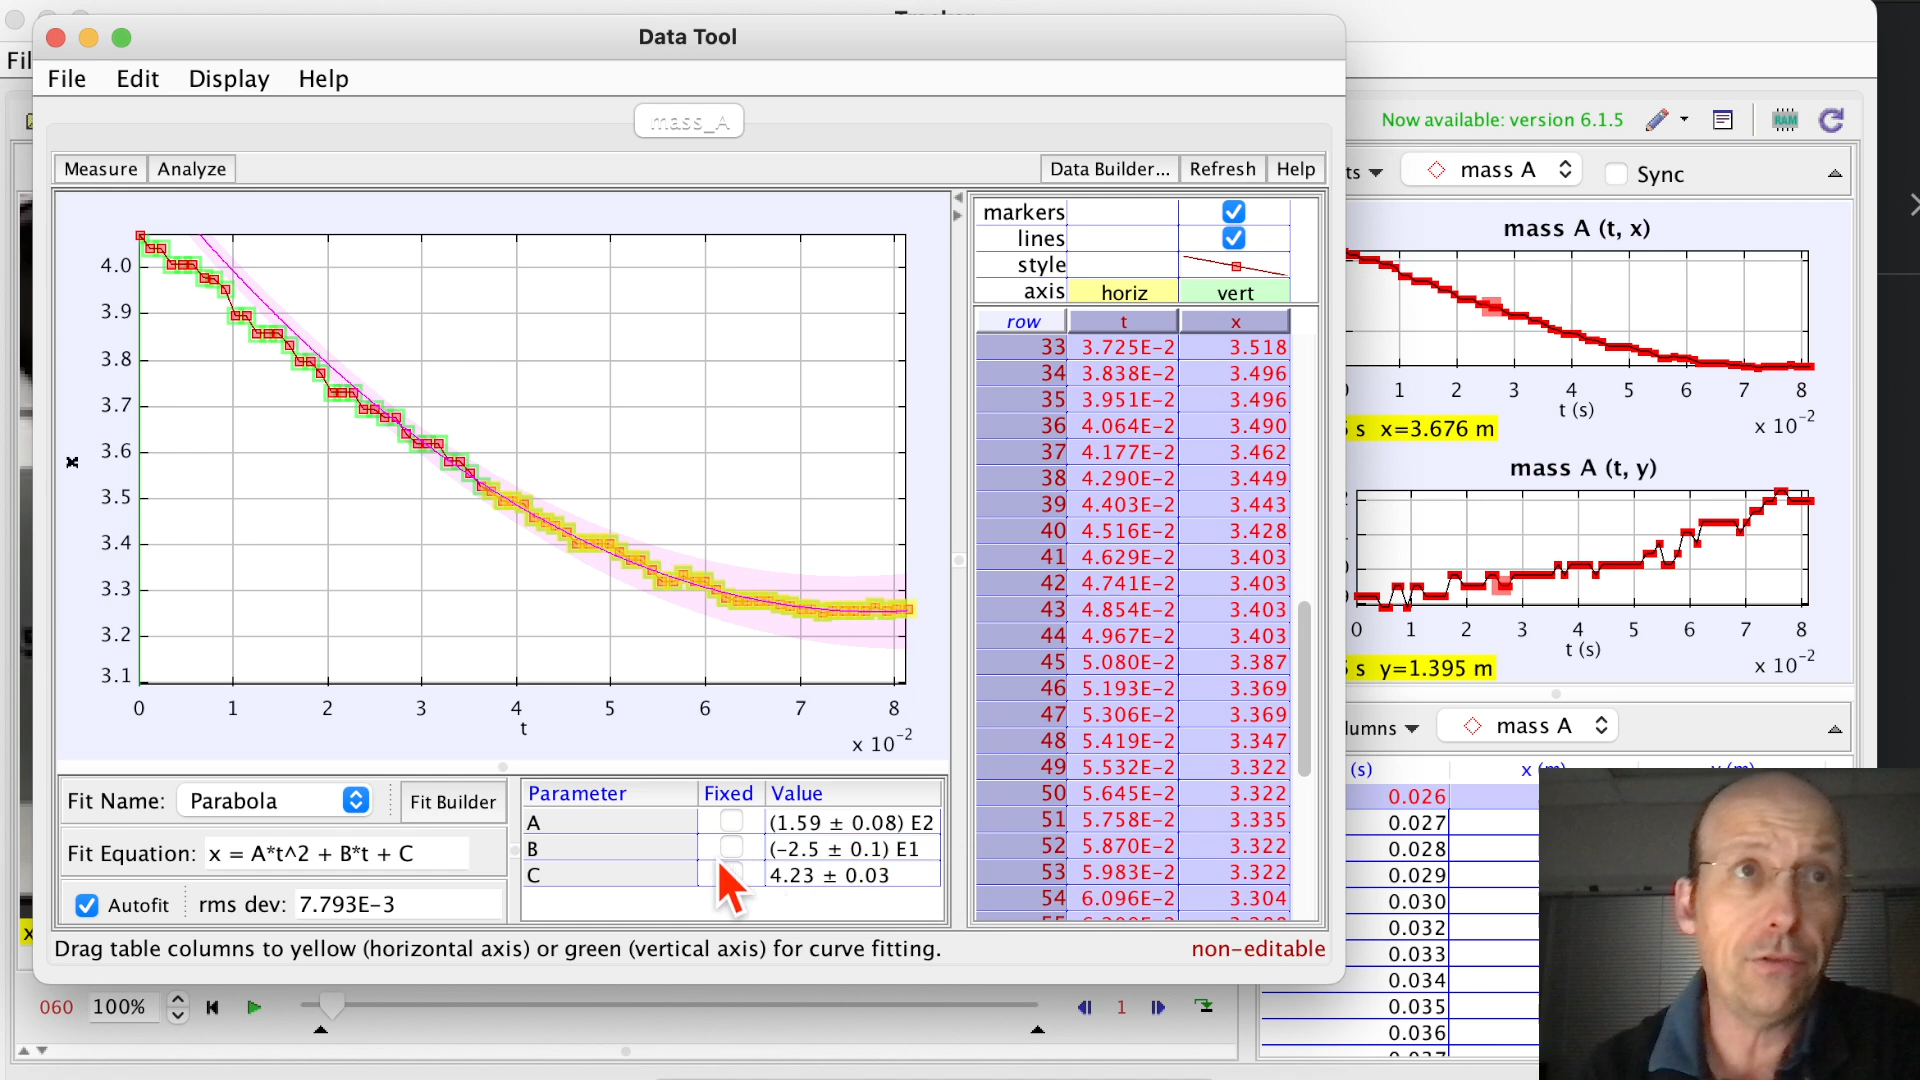 Data Tool
Fil
File Edit Display Help
mass_A
Now available: version 6.1.5
RAM
Measure Analyze
Data Builder... Refresh Help
ts mass A Sync
markers
lines
style
axis horiz vert
row t x
33 3.725E-2 3.518
34 3.838E-2 3.496
35 3.951E-2 3.496
36 4.064E-2 3.490
37 4.177E-2 3.462
38 4.290E-2 3.449
39 4.403E-2 3.443
40 4.516E-2 3.428
41 4.629E-2 3.403
42 4.741E-2 3.403
43 4.854E-2 3.403
44 4.967E-2 3.403
45 5.080E-2 3.387
46 5.193E-2 3.369
47 5.306E-2 3.369
48 5.419E-2 3.347
49 5.532E-2 3.322
50 5.645E-2 3.322
51 5.758E-2 3.335
52 5.870E-2 3.322
53 5.983E-2 3.322
54 6.096E-2 3.304
4.0
3.9
3.8
3.7
3.6
3.5
3.4
3.3
3.2
3.1
x
0 1 2 3 4 5 6 7 8
t
x 10-2
mass A (t, x)
1 2 3 4 5 6 7 8
t (s)
x 10-2
s x=3.676 m
mass A (t, y)
0 1 2 3 4 5 6 7 8
t (s)
x 10-2
s y=1.395 m
lumns mass A
(s) x (m) y (m)
0.026
0.027
0.028
0.029
0.030
0.032
0.033
0.034
0.035
0.036
0.037
Fit Name: Parabola Fit Builder
Fit Equation: x = A*t^2 + B*t + C
Autofit rms dev: 7.793E-3
Parameter Fixed Value
A (1.59 ± 0.08) E2
B (-2.5 ± 0.1) E1
C 4.23 ± 0.03
Drag table columns to yellow (horizontal axis) or green (vertical axis) for curve fitting. non-editable
x
060 100% 1